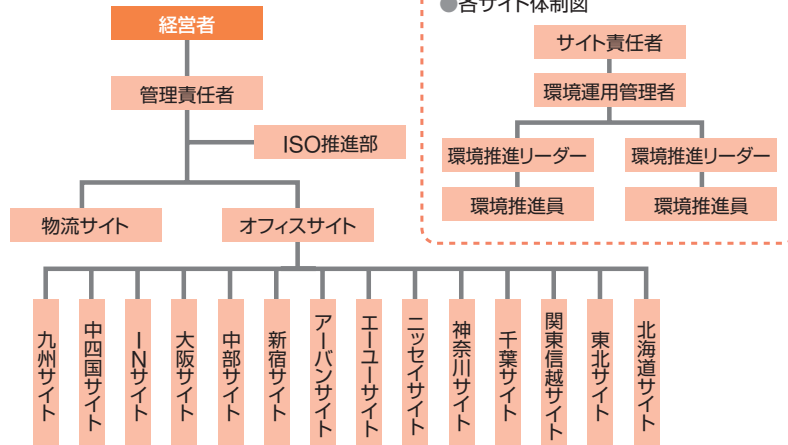 経営者
管理責任者
ISO推進部
物流サイト
オフィスサイト
九州サイト
中四国サイト
INサイト
大阪サイト
中部サイト
新宿サイト
アーバンサイト
エーユーサイト
ニッセイサイト
神奈川サイト
千葉サイト
関東信越サイト
東北サイト
北海道サイト
●各サイト体制図
サイト責任者
環境運用管理者
環境推進リーダー
環境推進リーダー
環境推進員
環境推進員